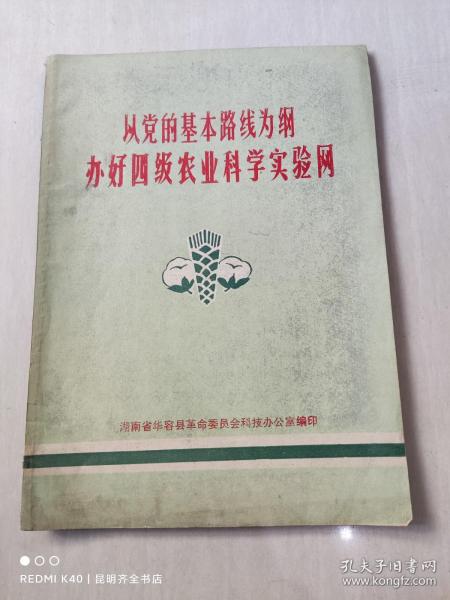 从党的基本路线为纲
办好四级农业科学实验网
湖南省华容县革命委员会科技办公室编印
REDMI K40 | 昆明齐全书店
孔夫子旧书网
www.kongfz.com